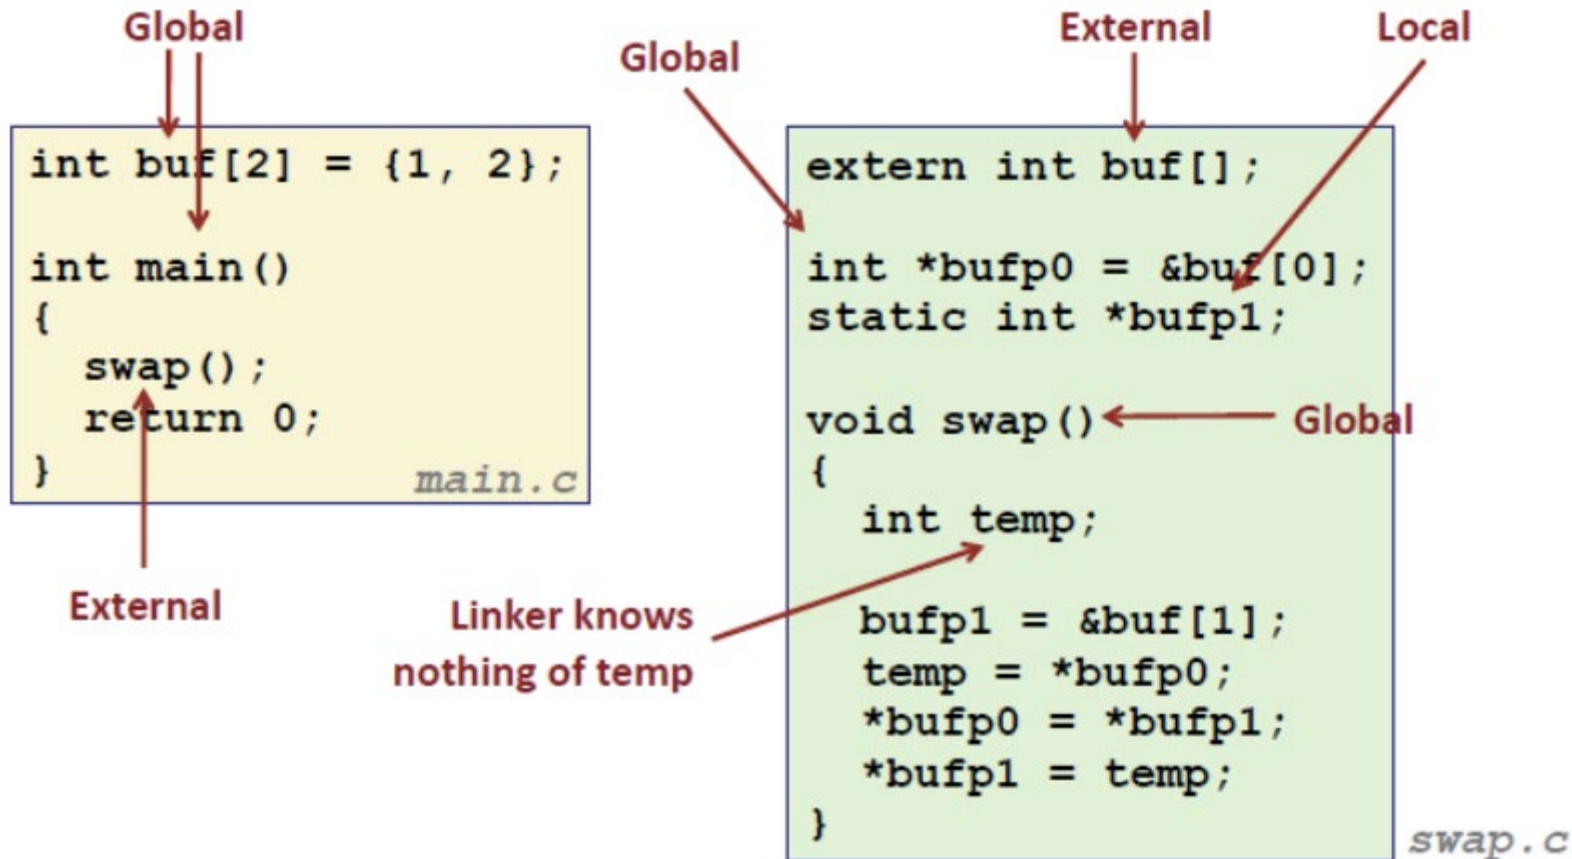 Global
int buf[2] = {1, 2};
int main()
{
  swap();
  return 0;
}
main.c
External
Global
External
Local
extern int buf[];
int *bufp0 = &buf[0];
static int *bufp1;
void swap()
Global
{
  int temp;
Linker knows
nothing of temp
  bufp1 = &buf[1];
  temp = *bufp0;
  *bufp0 = *bufp1;
  *bufp1 = temp;
}
swap.c